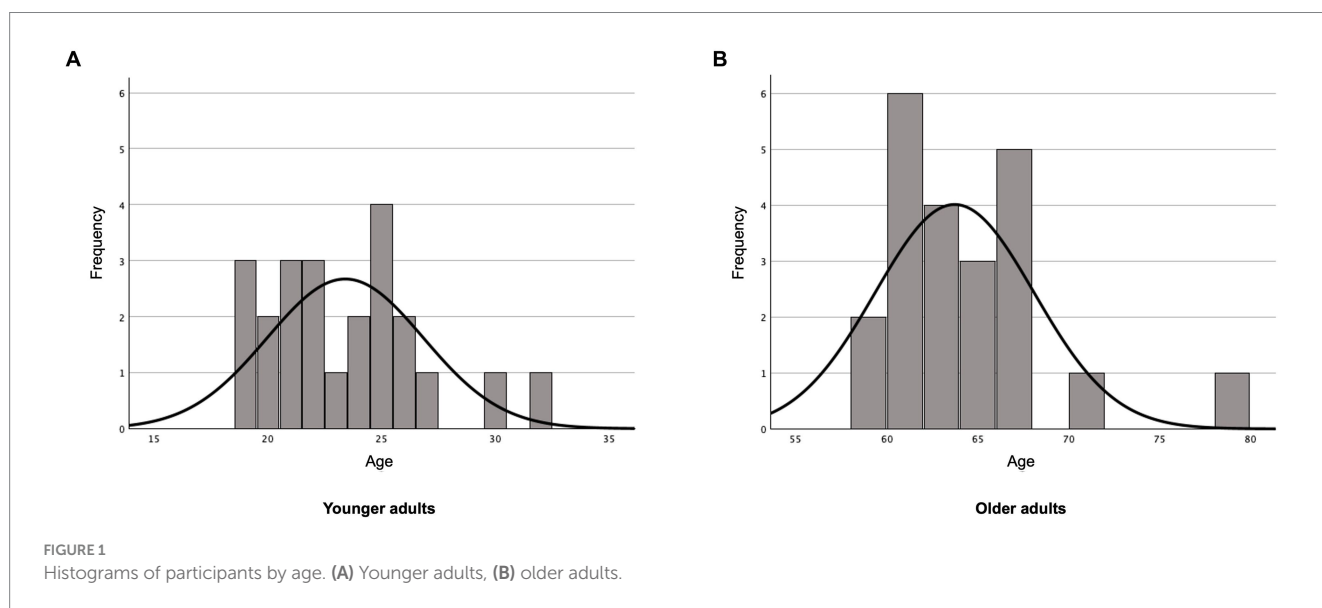 A
6
5
4
3
2
1
0
Frequency
15 20 25 30 35
Age
Younger adults
B
6
5
4
3
2
1
0
Frequency
55 60 65 70 75 80
Age
Older adults
FIGURE 1
Histograms of participants by age. (A) Younger adults, (B) older adults.